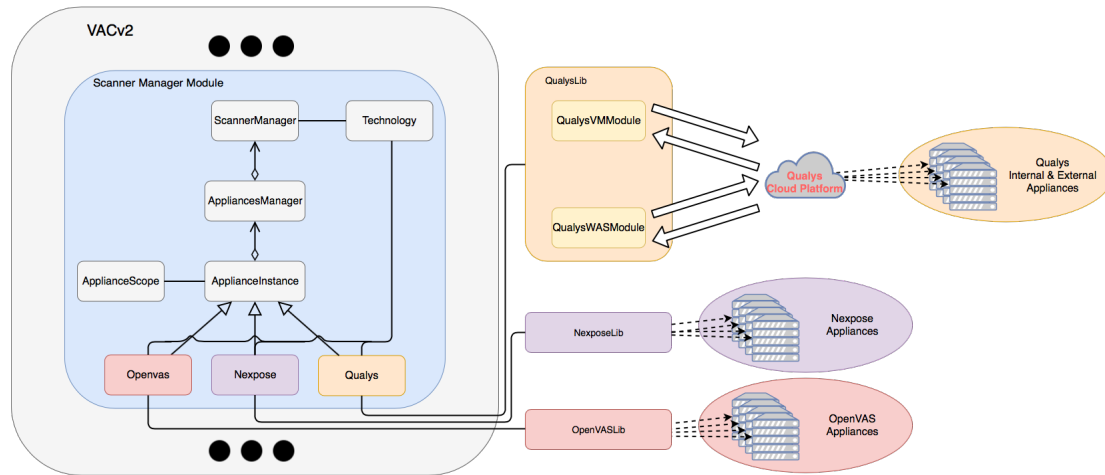 VACv2
Scanner Manager Module
ScannerManager
Technology
AppliancesManager
ApplianceScope
ApplianceInstance
Openvas
Nexpose
Qualys
QualysLib
QualysVMModule
QualysWASModule
Qualys
Cloud Platform
Qualys
Internal & External
Appliances
NexposeLib
Nexpose
Appliances
OpenVASLib
OpenVAS
Appliances